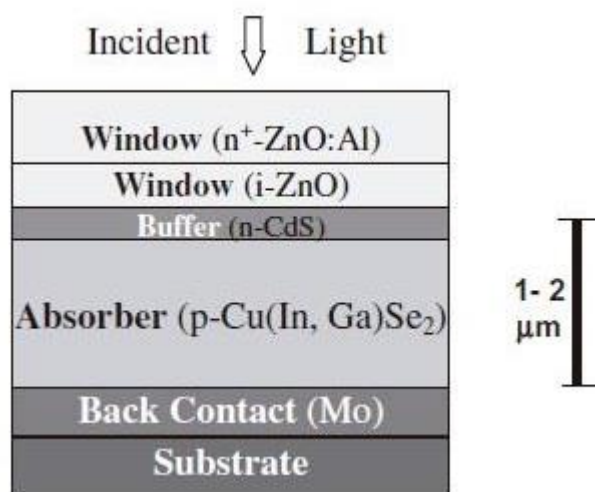 Incident Light
Window (n⁺-ZnO:Al)
Window (i-ZnO)
Buffer (n-CdS)
Absorber (p-Cu(In, Ga)Se₂)
1- 2
μm
Back Contact (Mo)
Substrate